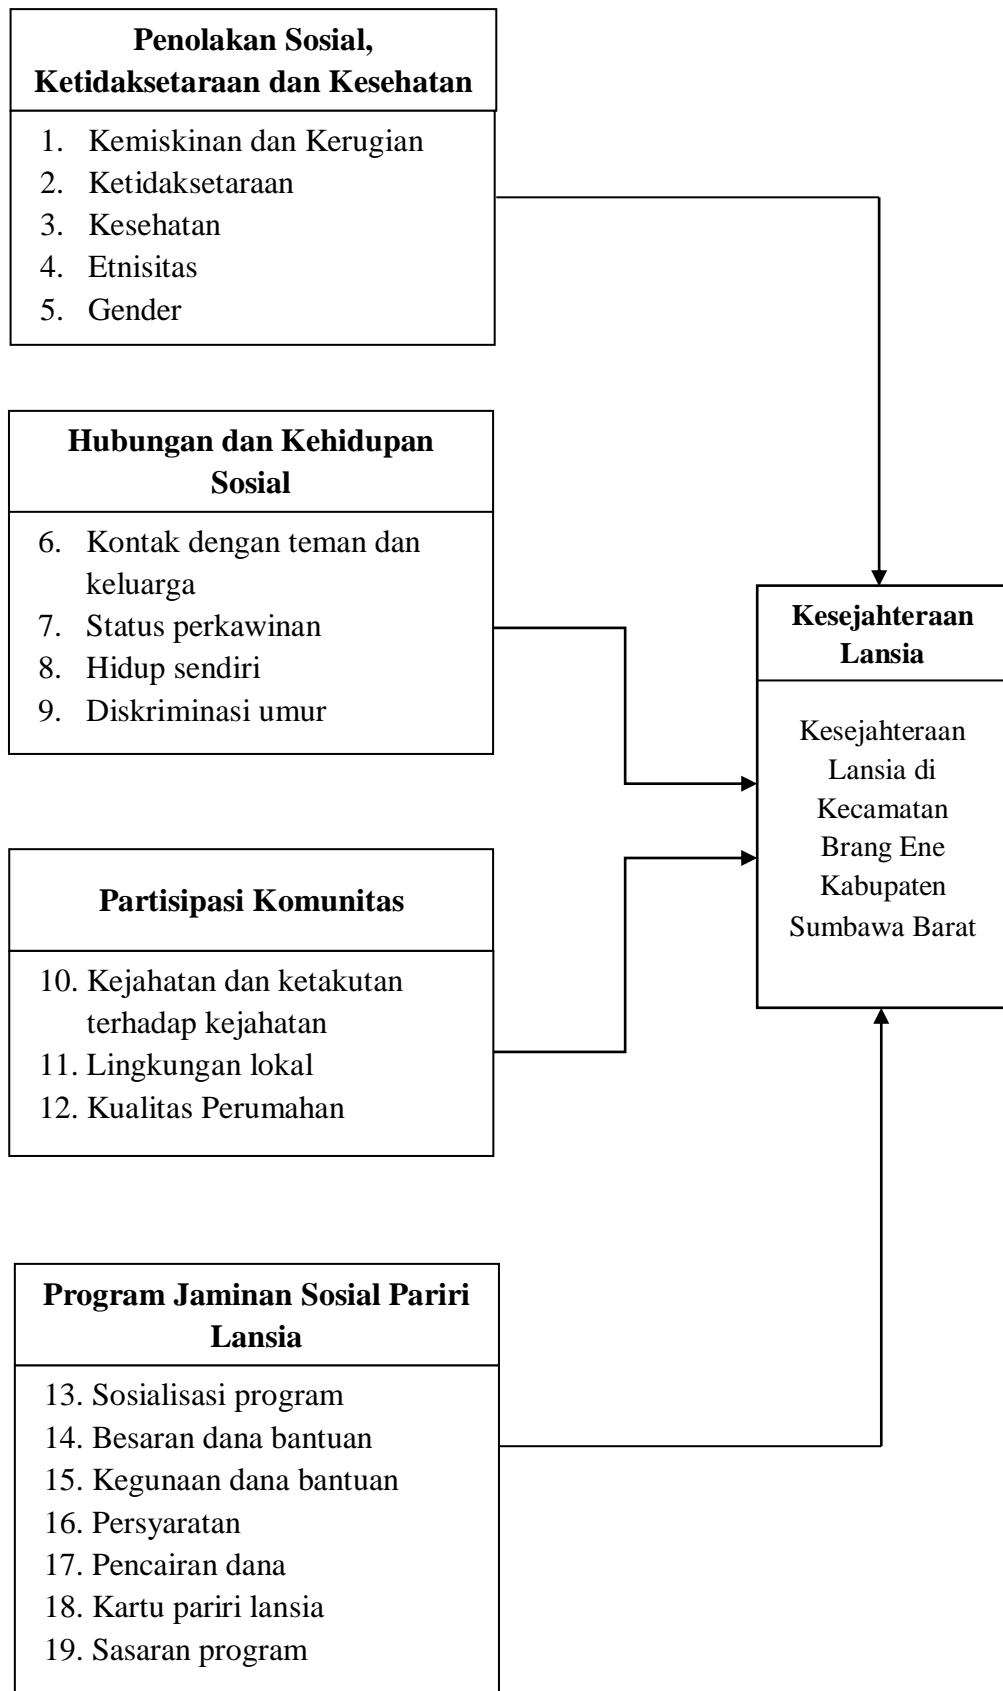 Penolakan Sosial,
Ketidaksetaraan dan Kesehatan
1. Kemiskinan dan Kerugian
2. Ketidaksetaraan
3. Kesehatan
4. Etnisitas
5. Gender
Hubungan dan Kehidupan
Sosial
6. Kontak dengan teman dan
keluarga
7. Status perkawinan
8. Hidup sendiri
9. Diskriminasi umur
Partisipasi Komunitas
10. Kejahatan dan ketakutan
terhadap kejahatan
11. Lingkungan lokal
12. Kualitas Perumahan
Program Jaminan Sosial Pariri
Lansia
13. Sosialisasi program
14. Besaran dana bantuan
15. Kegunaan dana bantuan
16. Persyaratan
17. Pencairan dana
18. Kartu pariri lansia
19. Sasaran program
Kesejahteraan
Lansia
Kesejahteraan
Lansia di
Kecamatan
Brang Ene
Kabupaten
Sumbawa Barat